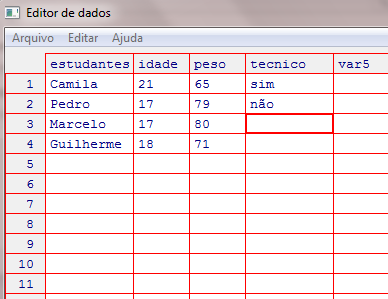 Editor de dados
Arquivo Editar Ajuda
estudantes idade peso tecnico var5
1 Camila 21 65 sim
2 Pedro 17 79 não
3 Marcelo 17 80
4 Guilherme 18 71
5
6
7
8
9
10
11